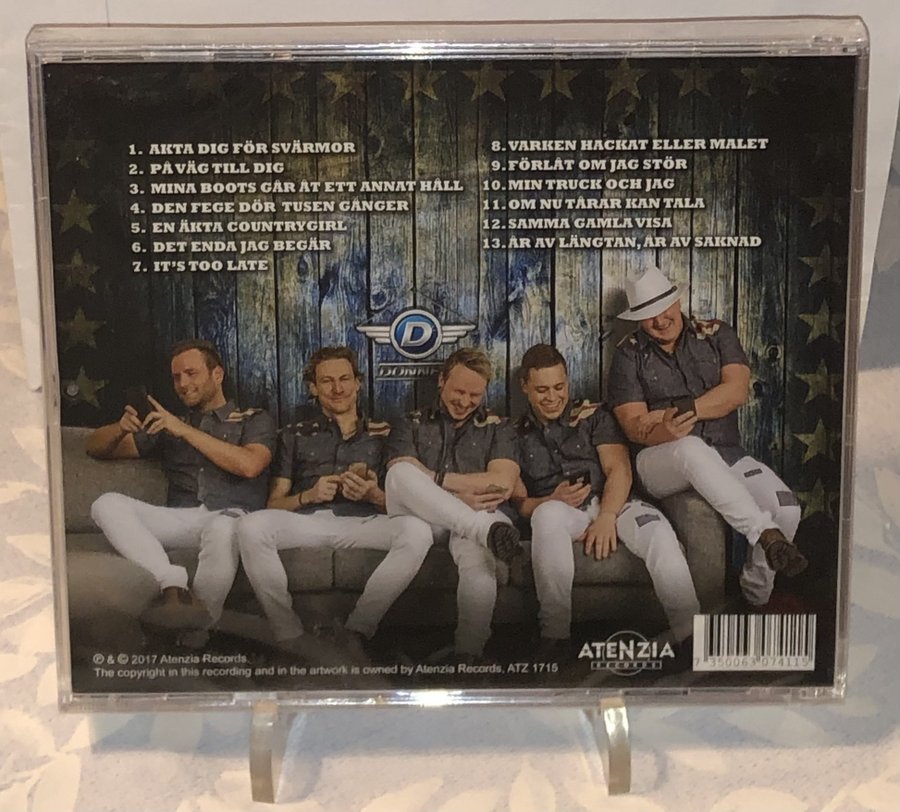 1. AKTA DIG FÖR SVÄRMOR
2. PÅ VÄG TILL DIG
3. MINA BOOTS GÅR ÅT ETT ANNAT HÅLL
4. DEN FEGE DÖR TUSEN GÅNGER
5. EN ÄKTA COUNTRYGIRL
6. DET ENDA JAG BEGÄR
7. IT'S TOO LATE
8. VARKEN HACKAT ELLER MALET
9. FÖRLÅT OM JAG STÖR
10. MIN TRUCK OCH JAG
11. OM NU TÅRAR KAN TALA
12. SAMMA GAMLA VISA
13. ÅR AV LÄNGTAN, ÅR AV SAKNAD
D
℗ & © 2017 Atenzia Records
The copyright in this recording and in the artwork is owned by Atenzia Records, ATZ 1715
ATENZIA
RECORDS
7 350063 074115